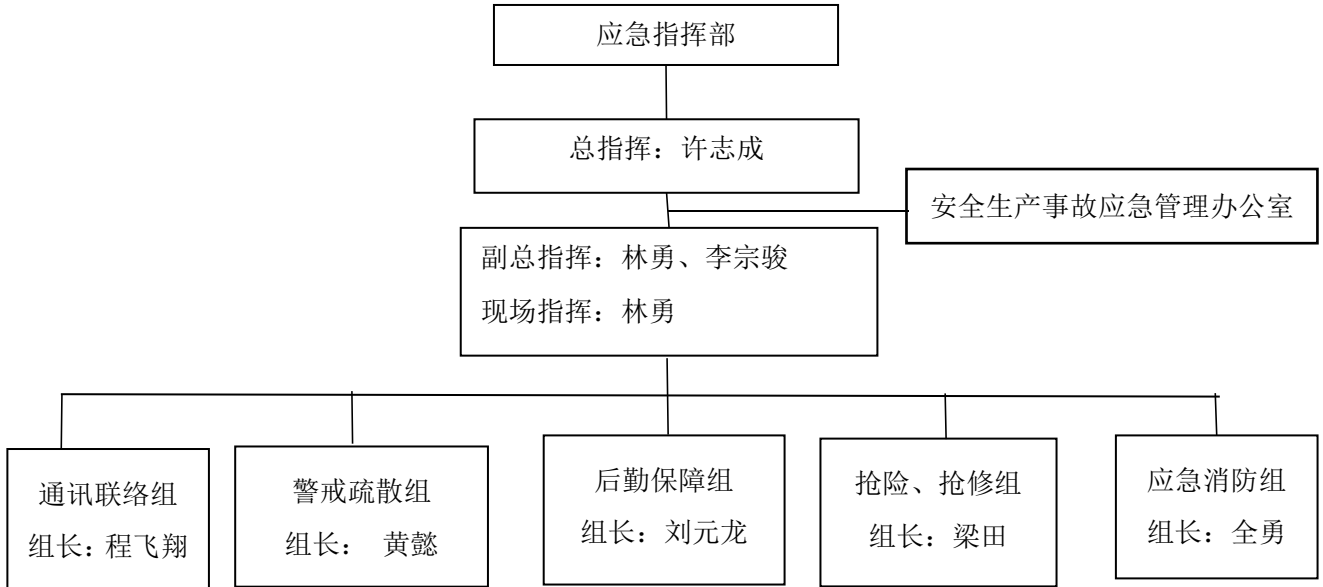 应急指挥部
总指挥：许志成
安全生产事故应急管理办公室
副总指挥：林勇、李宗骏
现场指挥：林勇
通讯联络组
组长：程飞翔
警戒疏散组
组长： 黄懿
后勤保障组
组长：刘元龙
抢险、抢修组
组长：梁田
应急消防组
组长：全勇